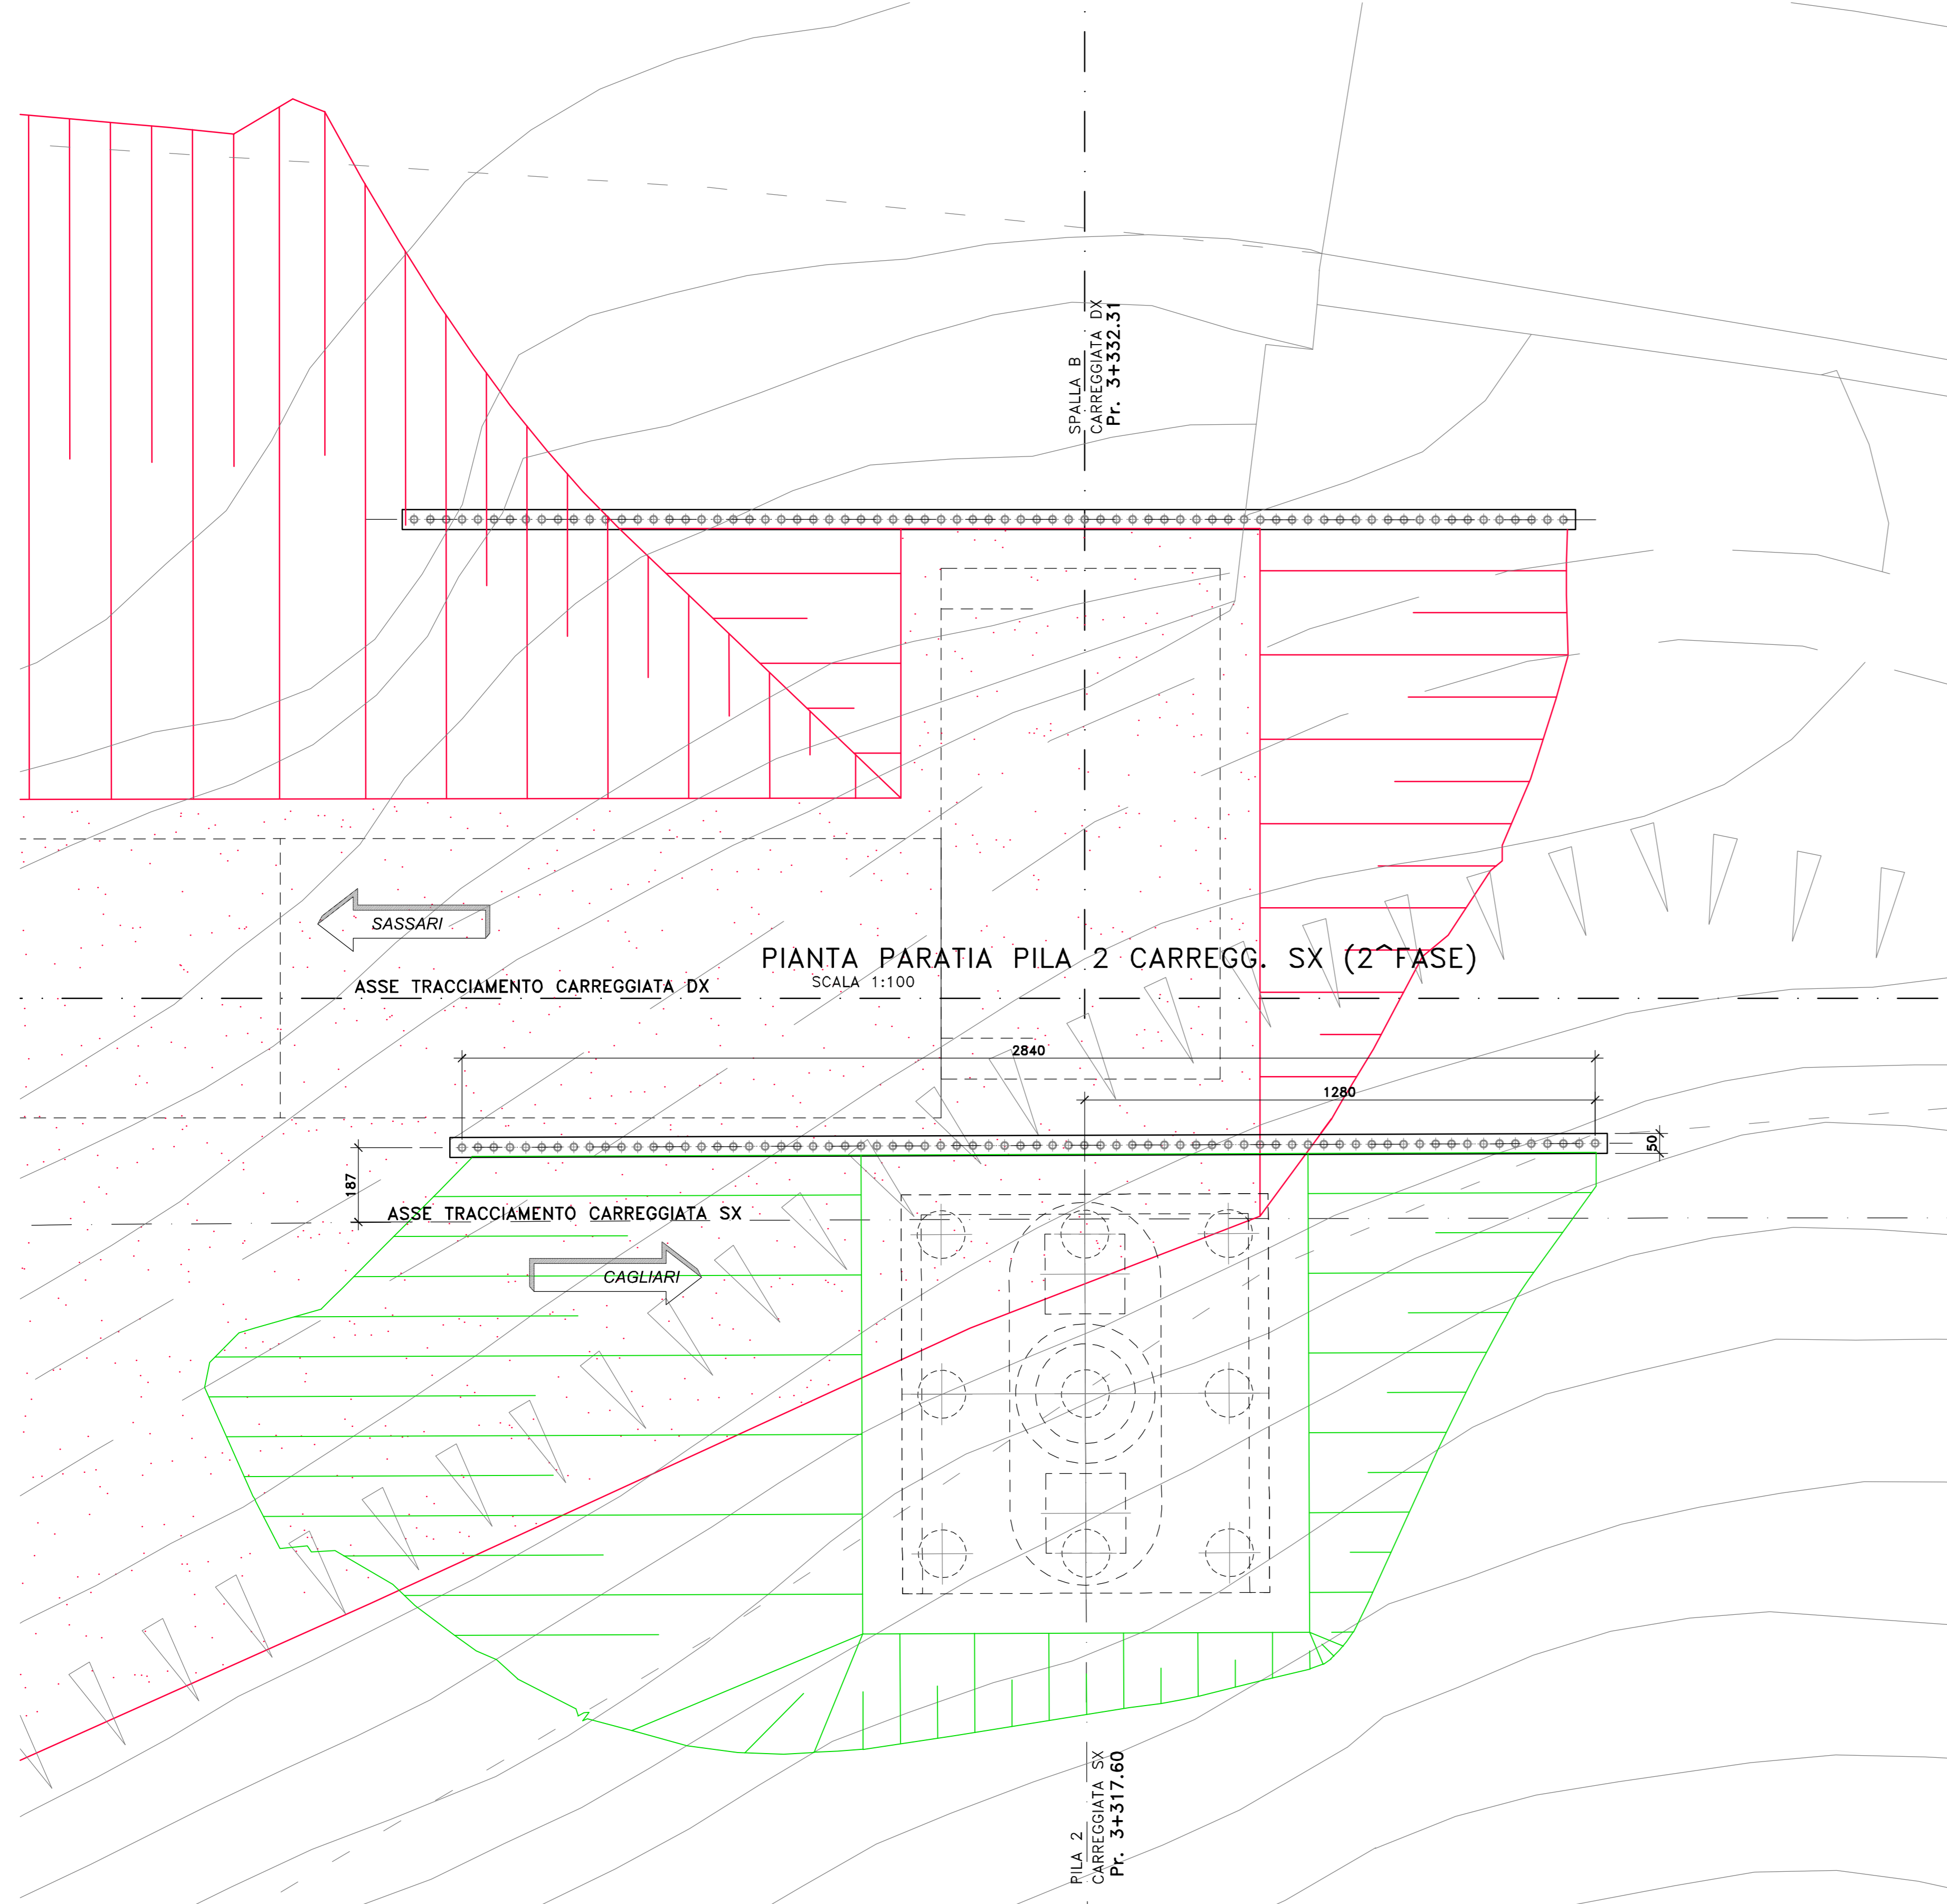 SPALLA B
CARREGGIATA DX
Pr. 3+332.31
SASSARI
PIANTA PARATIA PILA 2 CARREGG. SX (2^FASE)
SCALA 1:100
ASSE TRACCIAMENTO CARREGGIATA DX
2840
1280
50
187
ASSE TRACCIAMENTO CARREGGIATA SX
CAGLIARI
PILA 2
CARREGGIATA SX
Pr. 3+317.60